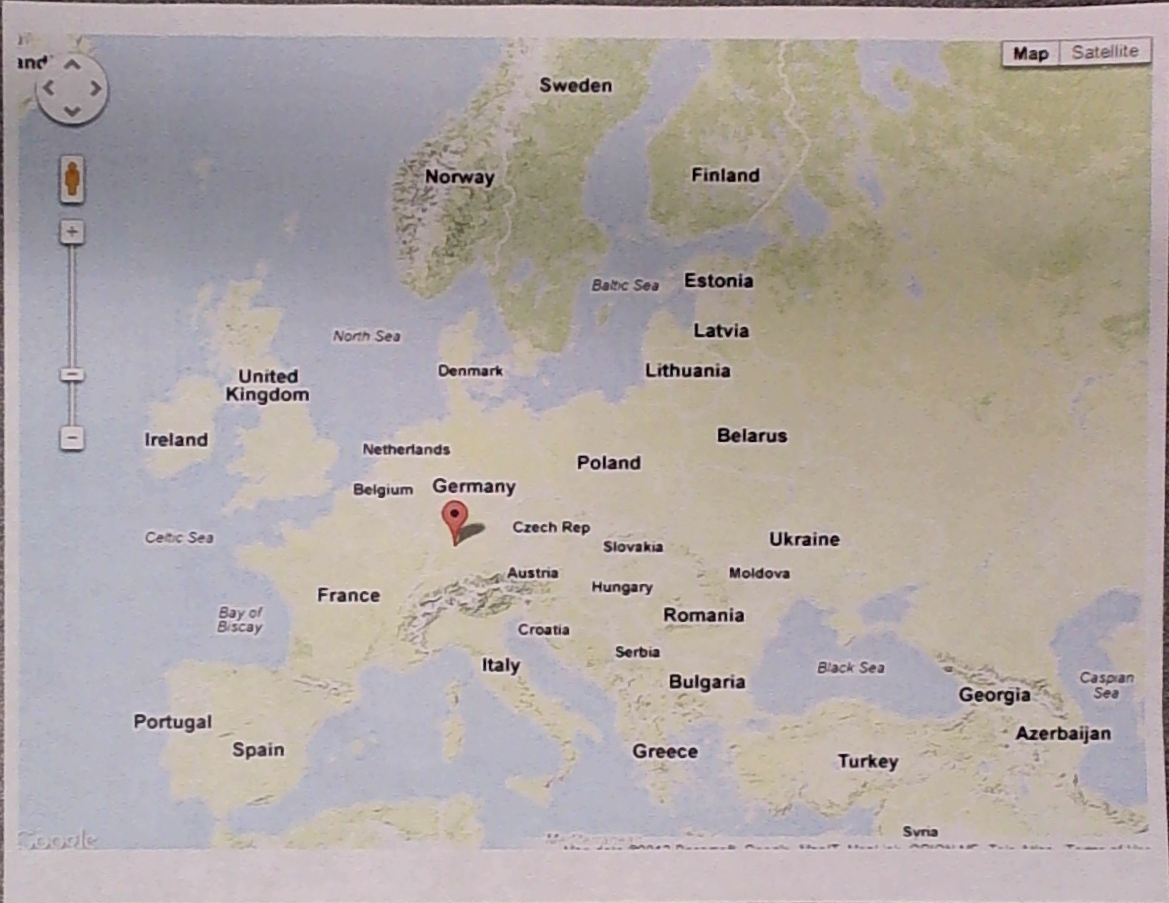 and
Map
Satellite
Sweden
Norway
Finland
Baltic Sea
Estonia
North Sea
Latvia
Denmark
Lithuania
United
Kingdom
Ireland
Belarus
Netherlands
Poland
Belgium
Germany
Czech Rep
Celtic Sea
Ukraine
Slovakia
Austria
Moldova
Hungary
France
Bay of
Biscay
Romania
Croatia
Serbia
Italy
Black Sea
Bulgaria
Caspian
Sea
Georgia
Portugal
Azerbaijan
Spain
Greece
Turkey
Syria
Google